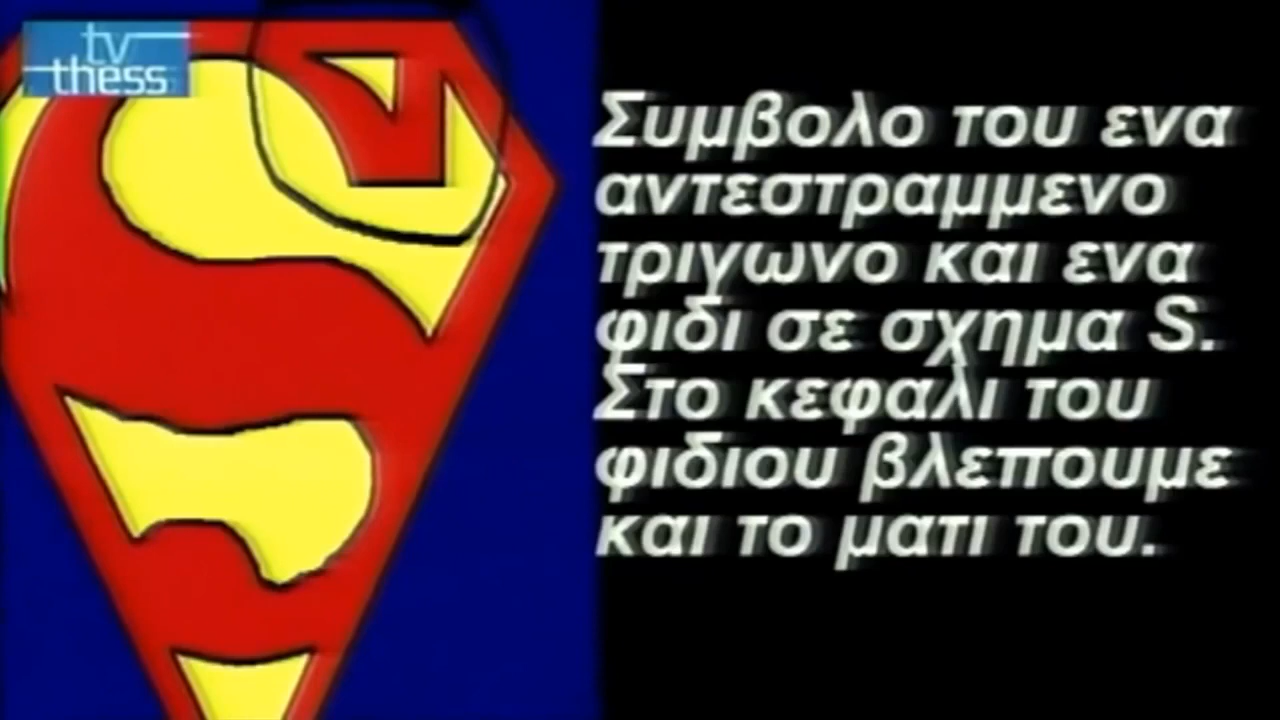 tv
thess
Συμβολο του ενα
αντεστραμμενο
τριγωνο και ενα
φιδι σε σχημα S.
Στο κεφαλι του
φιδιου βλεπουμε
και το ματι του.